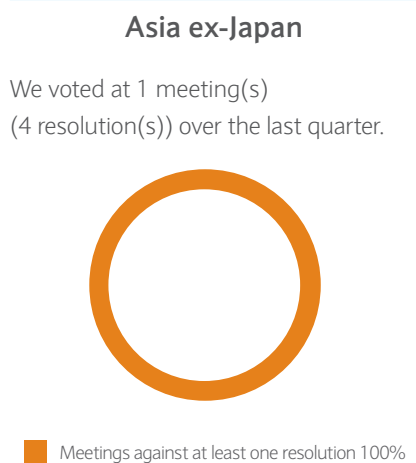 Asia ex-Japan
We voted at 1 meeting(s)
(4 resolution(s)) over the last quarter.
Meetings against at least one resolution 100%